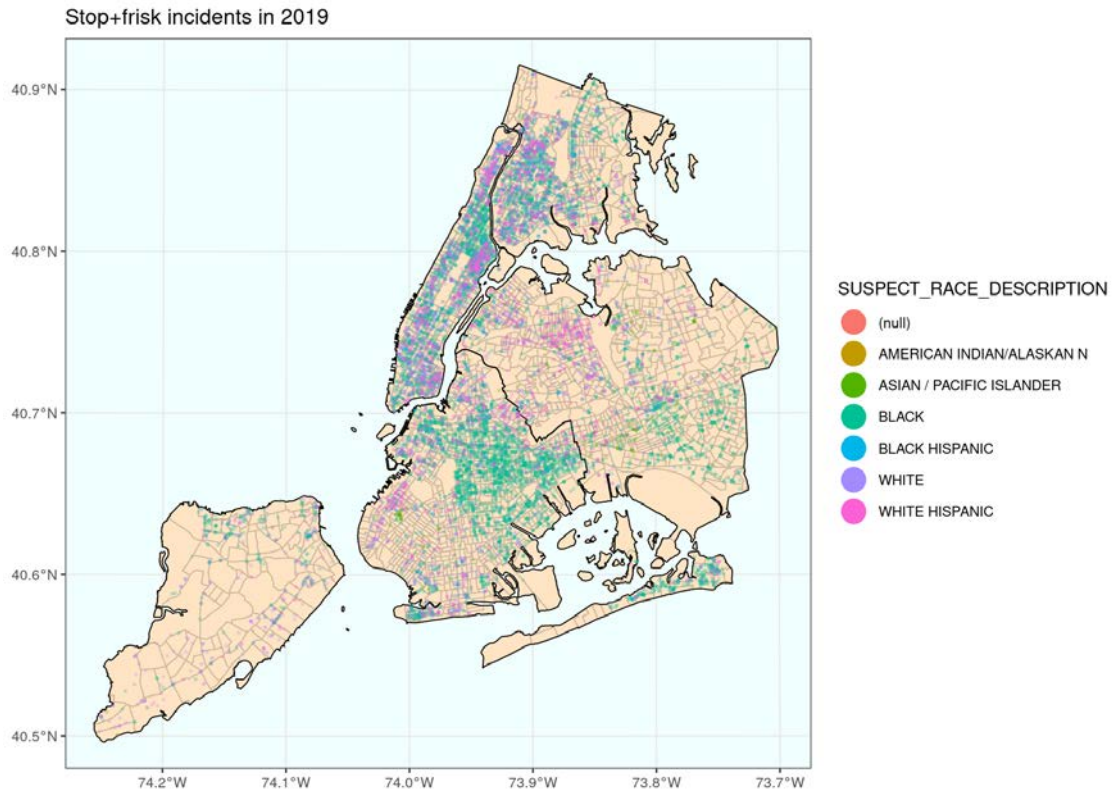 Stop+frisk incidents in 2019
40.9°N
40.8°N
40.7°N
40.6°N
40.5°N
74.2°W 74.1°W 74.0°W 73.9°W 73.8°W 73.7°W
SUSPECT_RACE_DESCRIPTION
(null)
AMERICAN INDIAN/ALASKAN N
ASIAN / PACIFIC ISLANDER
BLACK
BLACK HISPANIC
WHITE
WHITE HISPANIC